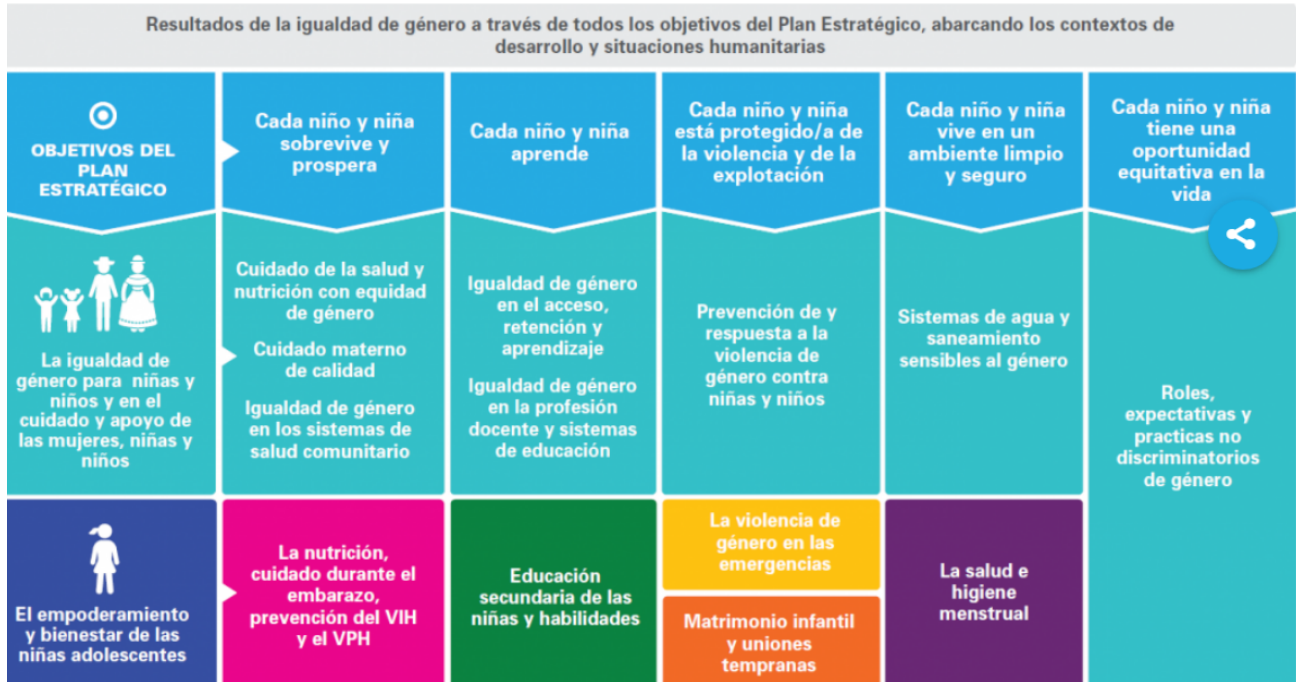 Resultados de la igualdad de género a través de todos los objetivos del Plan Estratégico, abarcando los contextos de
desarrollo y situaciones humanitarias
OBJETIVOS DEL
PLAN
ESTRATÉGICO
Cada niño y niña
sobrevive y
prospera
Cada niño y niña
aprende
Cada niño y niña
está protegido/a de
la violencia y de la
explotación
Cada niño y niña
vive en un
ambiente limpio
y seguro
Cada niño y niña
tiene una
oportunidad
equitativa en la
vida
La igualdad de
género para niñas y
niños y en el
cuidado y apoyo de
las mujeres, niñas y
niños
Cuidado de la salud y
nutrición con equidad
de género
Cuidado materno
de calidad
Igualdad de género
en los sistemas de
salud comunitario
Igualdad de género
en el acceso,
retención y
aprendizaje
Igualdad de género
en la profesión
docente y sistemas
de educación
Prevención de y
respuesta a la
violencia de
género contra
niñas y niños
Sistemas de agua y
saneamiento
sensibles al género
Roles,
expectativas y
practicas no
discriminatorios
de género
El empoderamiento
y bienestar de las
niñas adolescentes
La nutrición,
cuidado durante el
embarazo,
prevención del VIH
y el VPH
Educación
secundaria de las
niñas y habilidades
La violencia de
género en las
emergencias
Matrimonio infantil
y uniones
tempranas
La salud e
higiene
menstrual